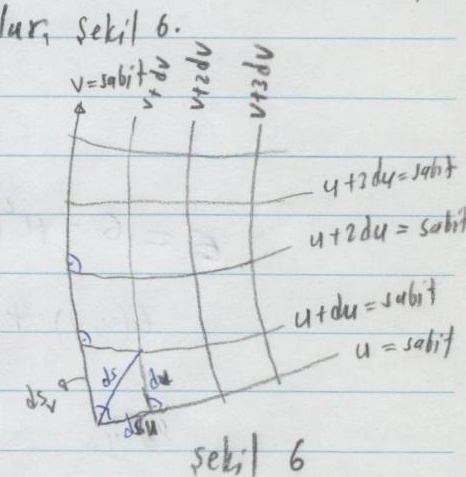 lur, şekil 6.
v=sabit
v+dv
v+2dv
v+3dv
u+2du=sabit
u+2du = sabit
u+du=sabit
u = sabit
ds
dsv
dsu
şekil 6